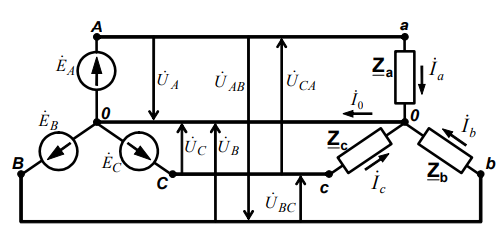 A a
Ė_A U̇_A U̇_AB U̇_CA Z_a İ_a
İ_0
0 0
Ė_B Ė_C U̇_C U̇_B Z_c İ_b
B C c İ_c Z_b b
U̇_BC